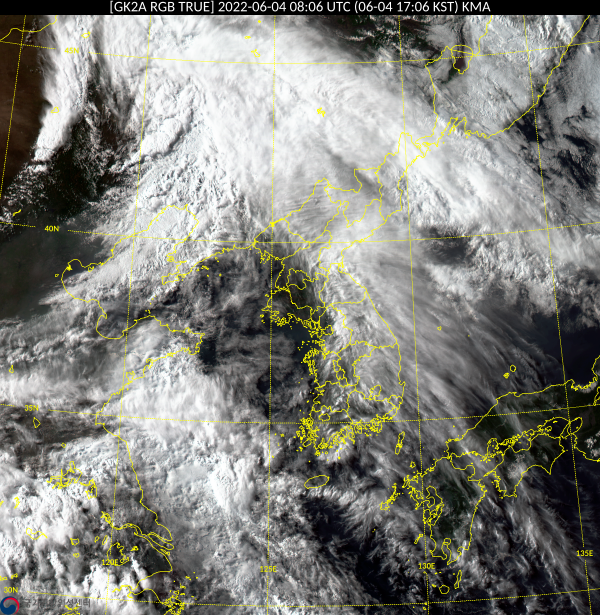 [GK2A RGB TRUE] 2022-06-04 08:06 UTC (06-04 17:06 KST) KMA
40N
35N
135E
125E
130E
120E
30N